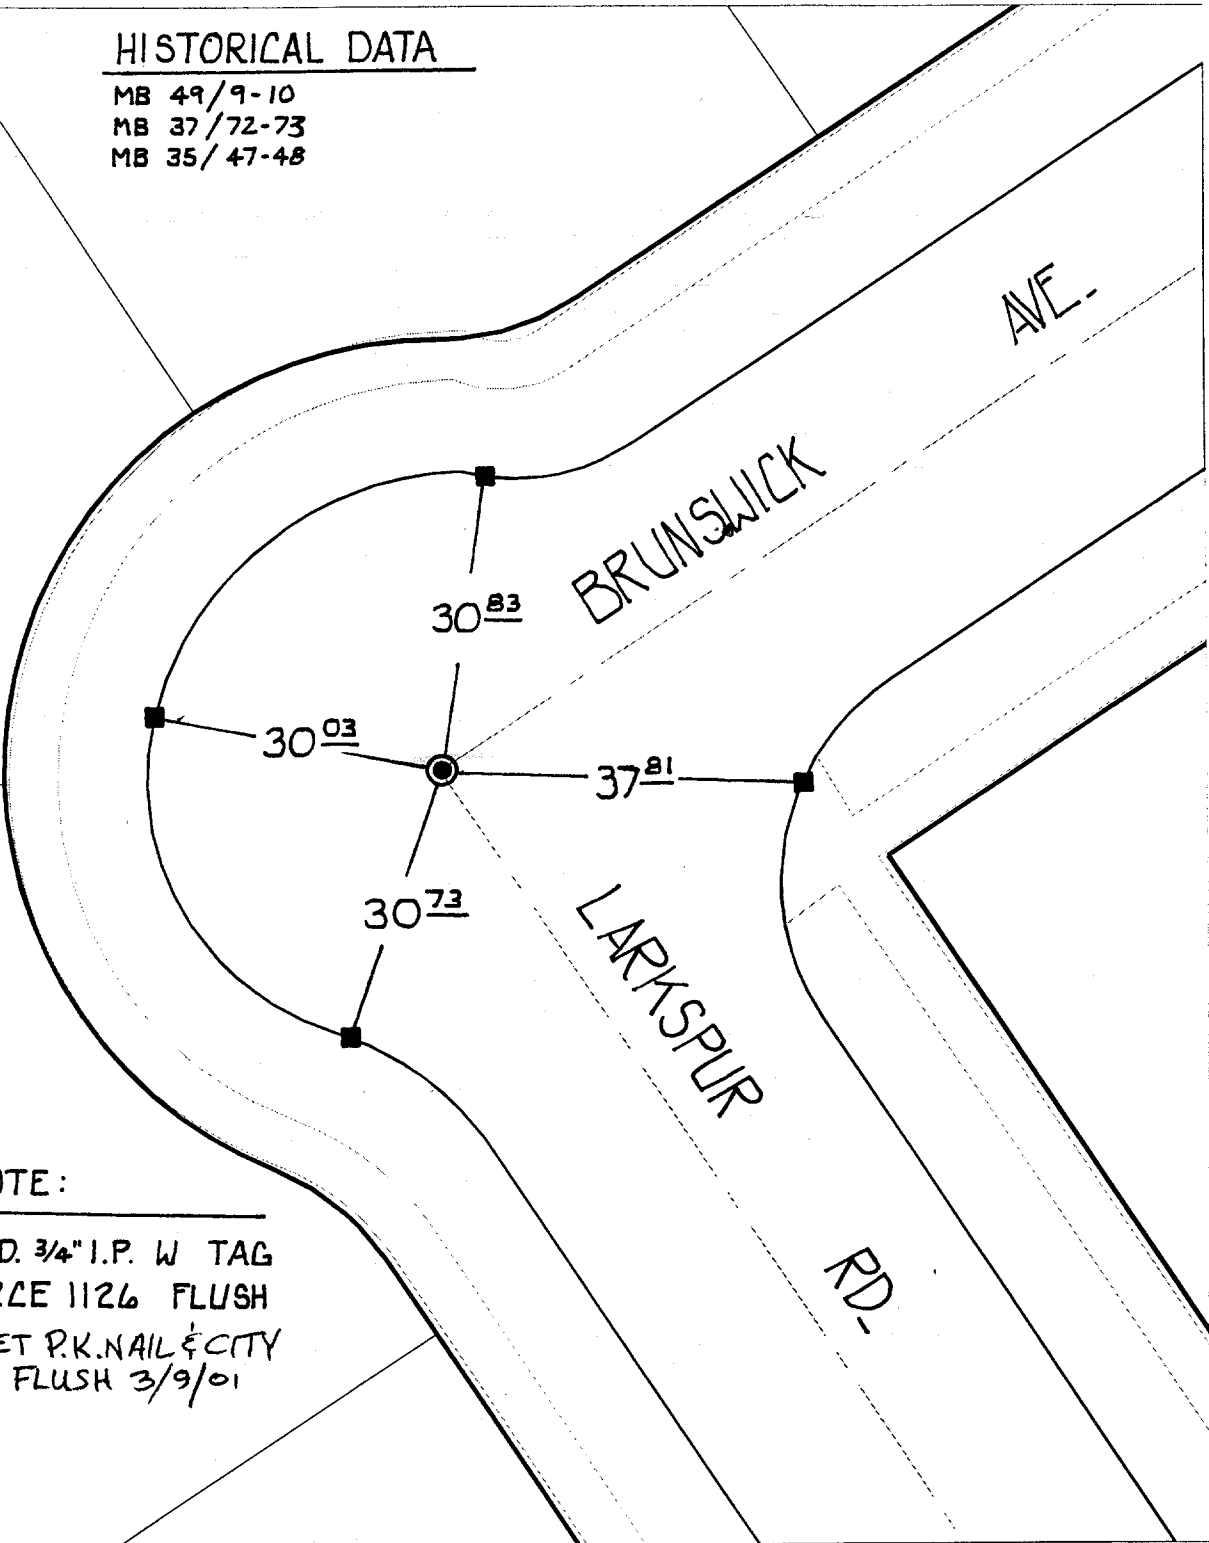 HISTORICAL DATA
MB 49/9-10
MB 37/72-73
MB 35/47-48
BRUNSWICK AVE.
30 83
30 03
37 81
30 73
LARKSPUR RD.
OTE:
D. 3/4" I.P. W TAG
RCE 1126 FLUSH
ET P.K. NAIL & CITY
FLUSH 3/9/01